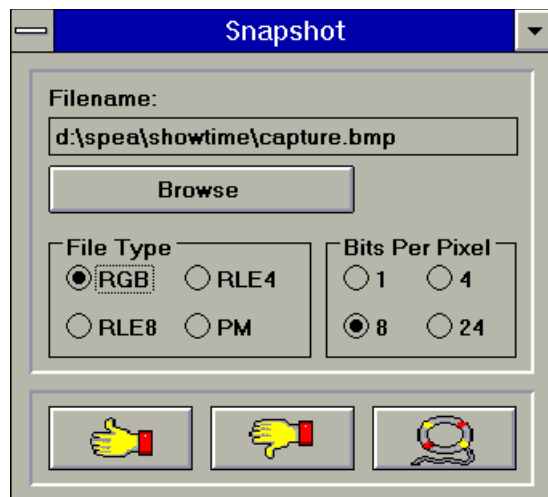 Snapshot
Filename:
d:\spea\showtime\capture.bmp
Browse
File Type
RGB RLE4
RLE8 PM
Bits Per Pixel
1 4
8 24